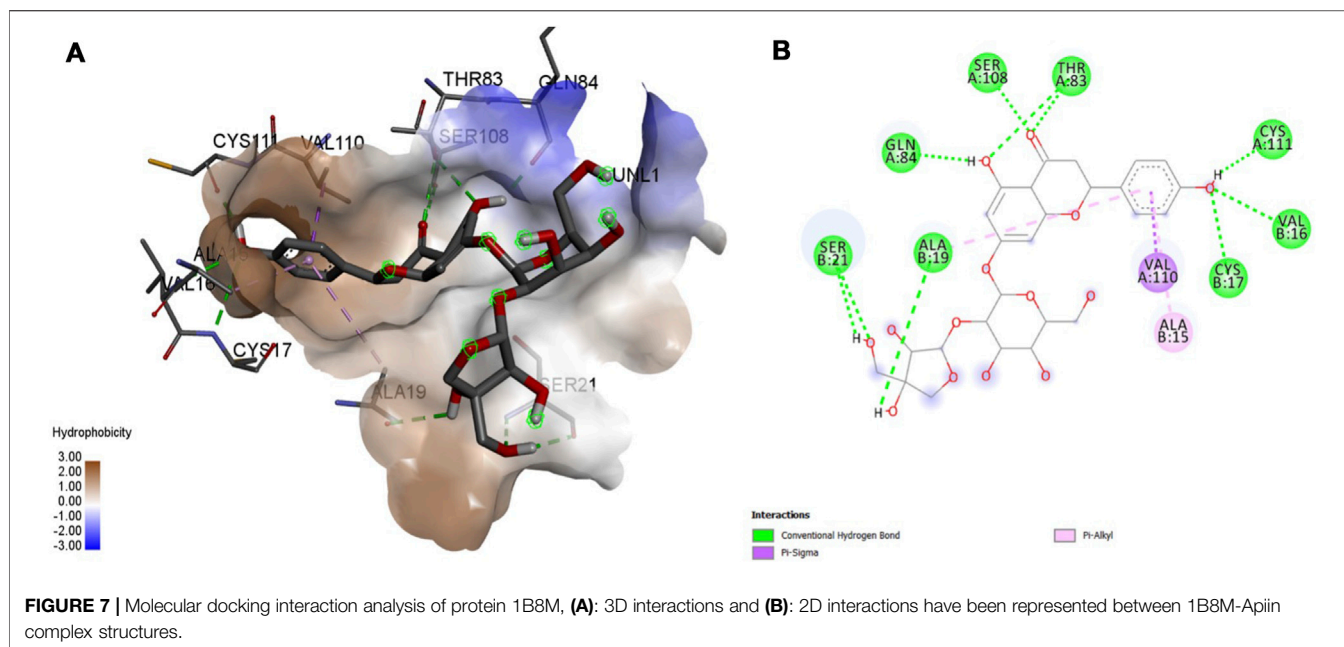 A
THR83
GLN84
SER108
CYS111
VAL110
UNL1
VAL16
CYS17
ALA19
SER21
Hydrophobicity
3.00
2.00
1.00
0.00
-1.00
-2.00
-3.00
B
SER
A:108
THR
A:83
GLN
A:84
CYS
A:111
VAL
B:16
CYS
B:17
VAL
A:110
ALA
B:15
ALA
B:19
SER
B:21
O
H
O
O
H
O
O
O
O
O
H
O
O
O
H
O
O
O
Interactions
Conventional Hydrogen Bond
Pi-Sigma
Pi-Alkyl
FIGURE 7 | Molecular docking interaction analysis of protein 1B8M, (A): 3D interactions and (B): 2D interactions have been represented between 1B8M-Apiin
complex structures.